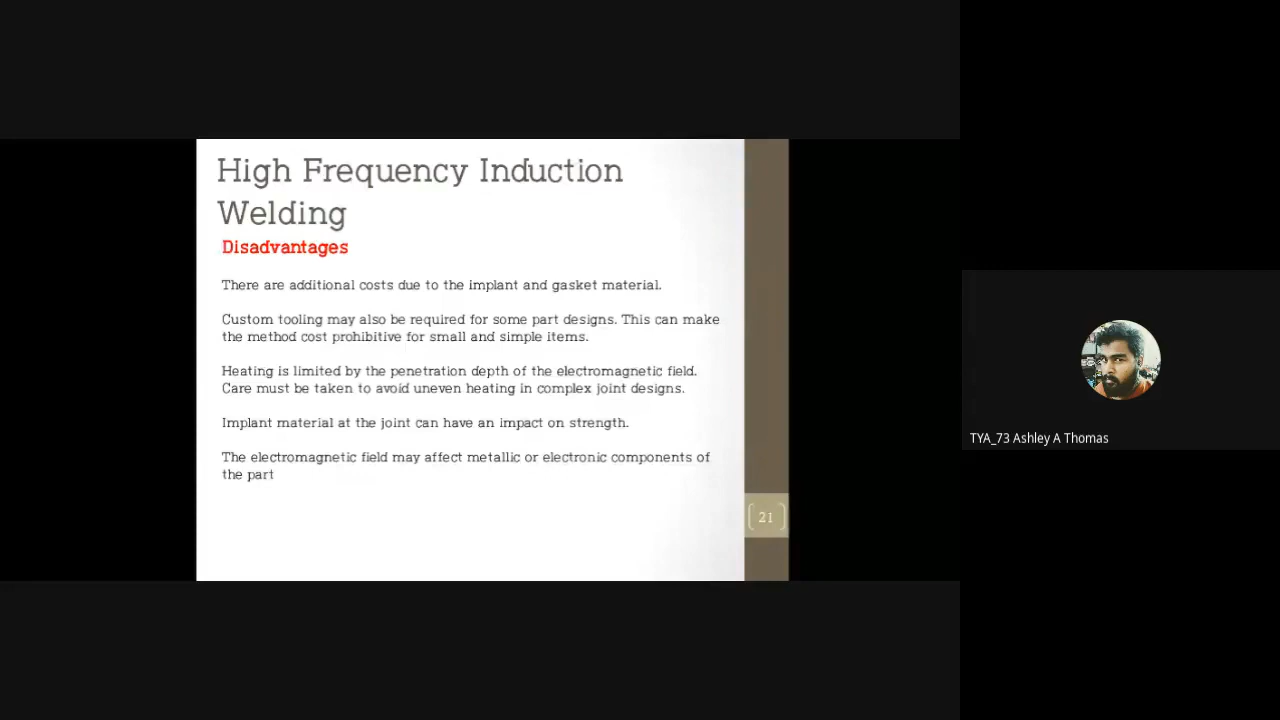 High Frequency Induction
Welding
Disadvantages
There are additional costs due to the implant and gasket material.
Custom tooling may also be required for some part designs. This can make
the method cost prohibitive for small and simple items.
Heating is limited by the penetration depth of the electromagnetic field.
Care must be taken to avoid uneven heating in complex joint designs.
Implant material at the joint can have an impact on strength.
The electromagnetic field may affect metallic or electronic components of
the part
21
TYA_73 Ashley A Thomas